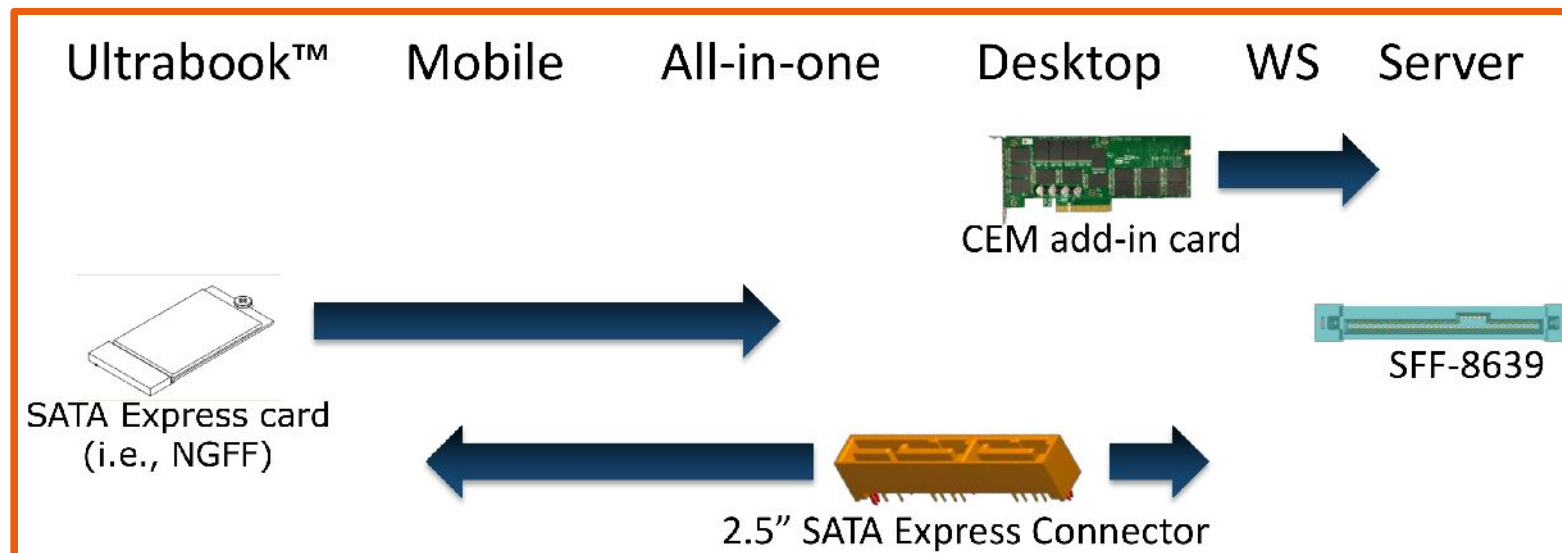 Ultrabook™ Mobile All-in-one Desktop WS Server
CEM add-in card
SFF-8639
SATA Express card
(i.e., NGFF)
2.5” SATA Express Connector